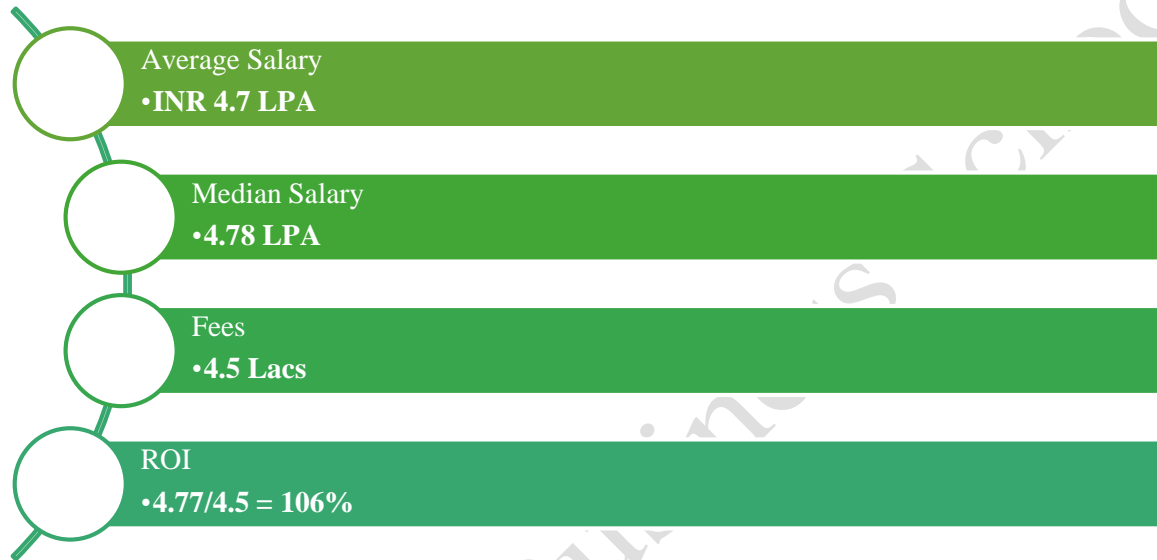 Average Salary
•INR 4.7 LPA
Median Salary
•4.78 LPA
Fees
•4.5 Lacs
ROI
•4.77/4.5 = 106%